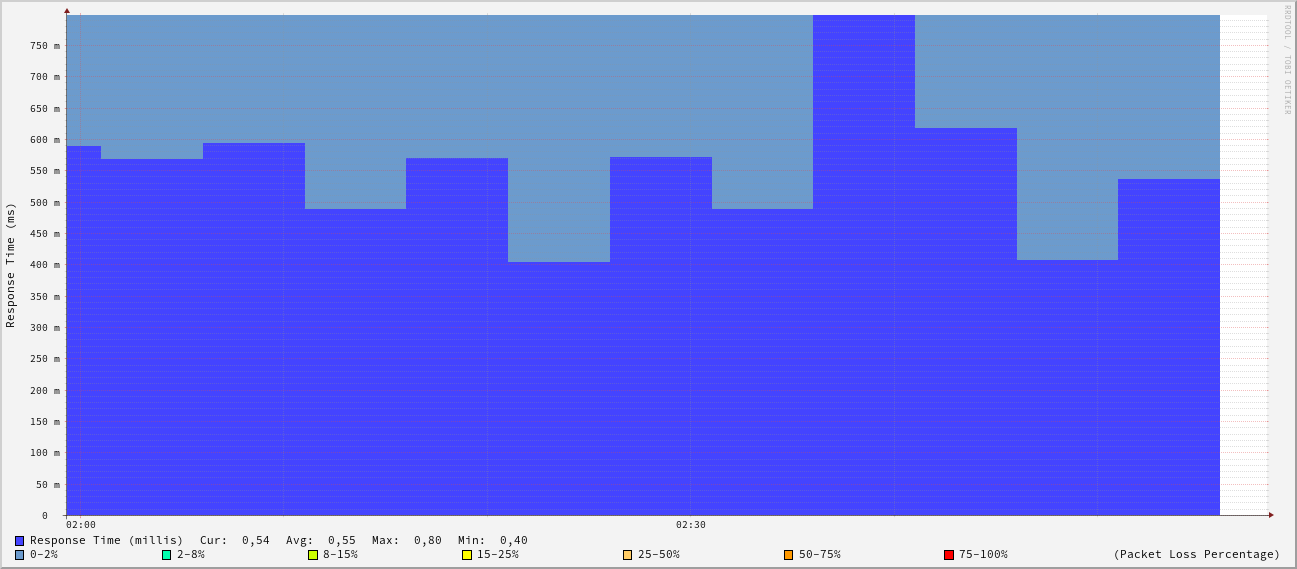 RRDTOOL / TOBI OETIKER
Response Time (ms)
750 m
700 m
650 m
600 m
550 m
500 m
450 m
400 m
350 m
300 m
250 m
200 m
150 m
100 m
50 m
0
02:00 02:30
Response Time (millis) Cur: 0,54 Avg: 0,55 Max: 0,80 Min: 0,40
0-2% 2-8% 8-15% 15-25% 25-50% 50-75% 75-100% (Packet Loss Percentage)